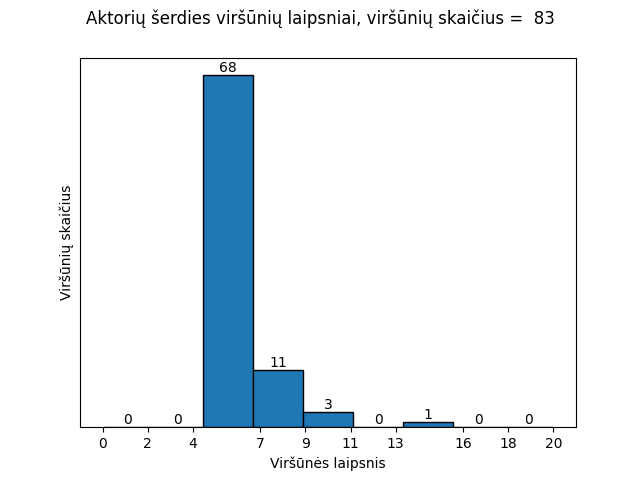 Aktorių šerdies viršūnių laipsniai, viršūnių skaičius =  83
68
11
3
0 0 0 1 0 0
Viršūnių skaičius
0 2 4 7 9 11 13 16 18 20
Viršūnės laipsnis